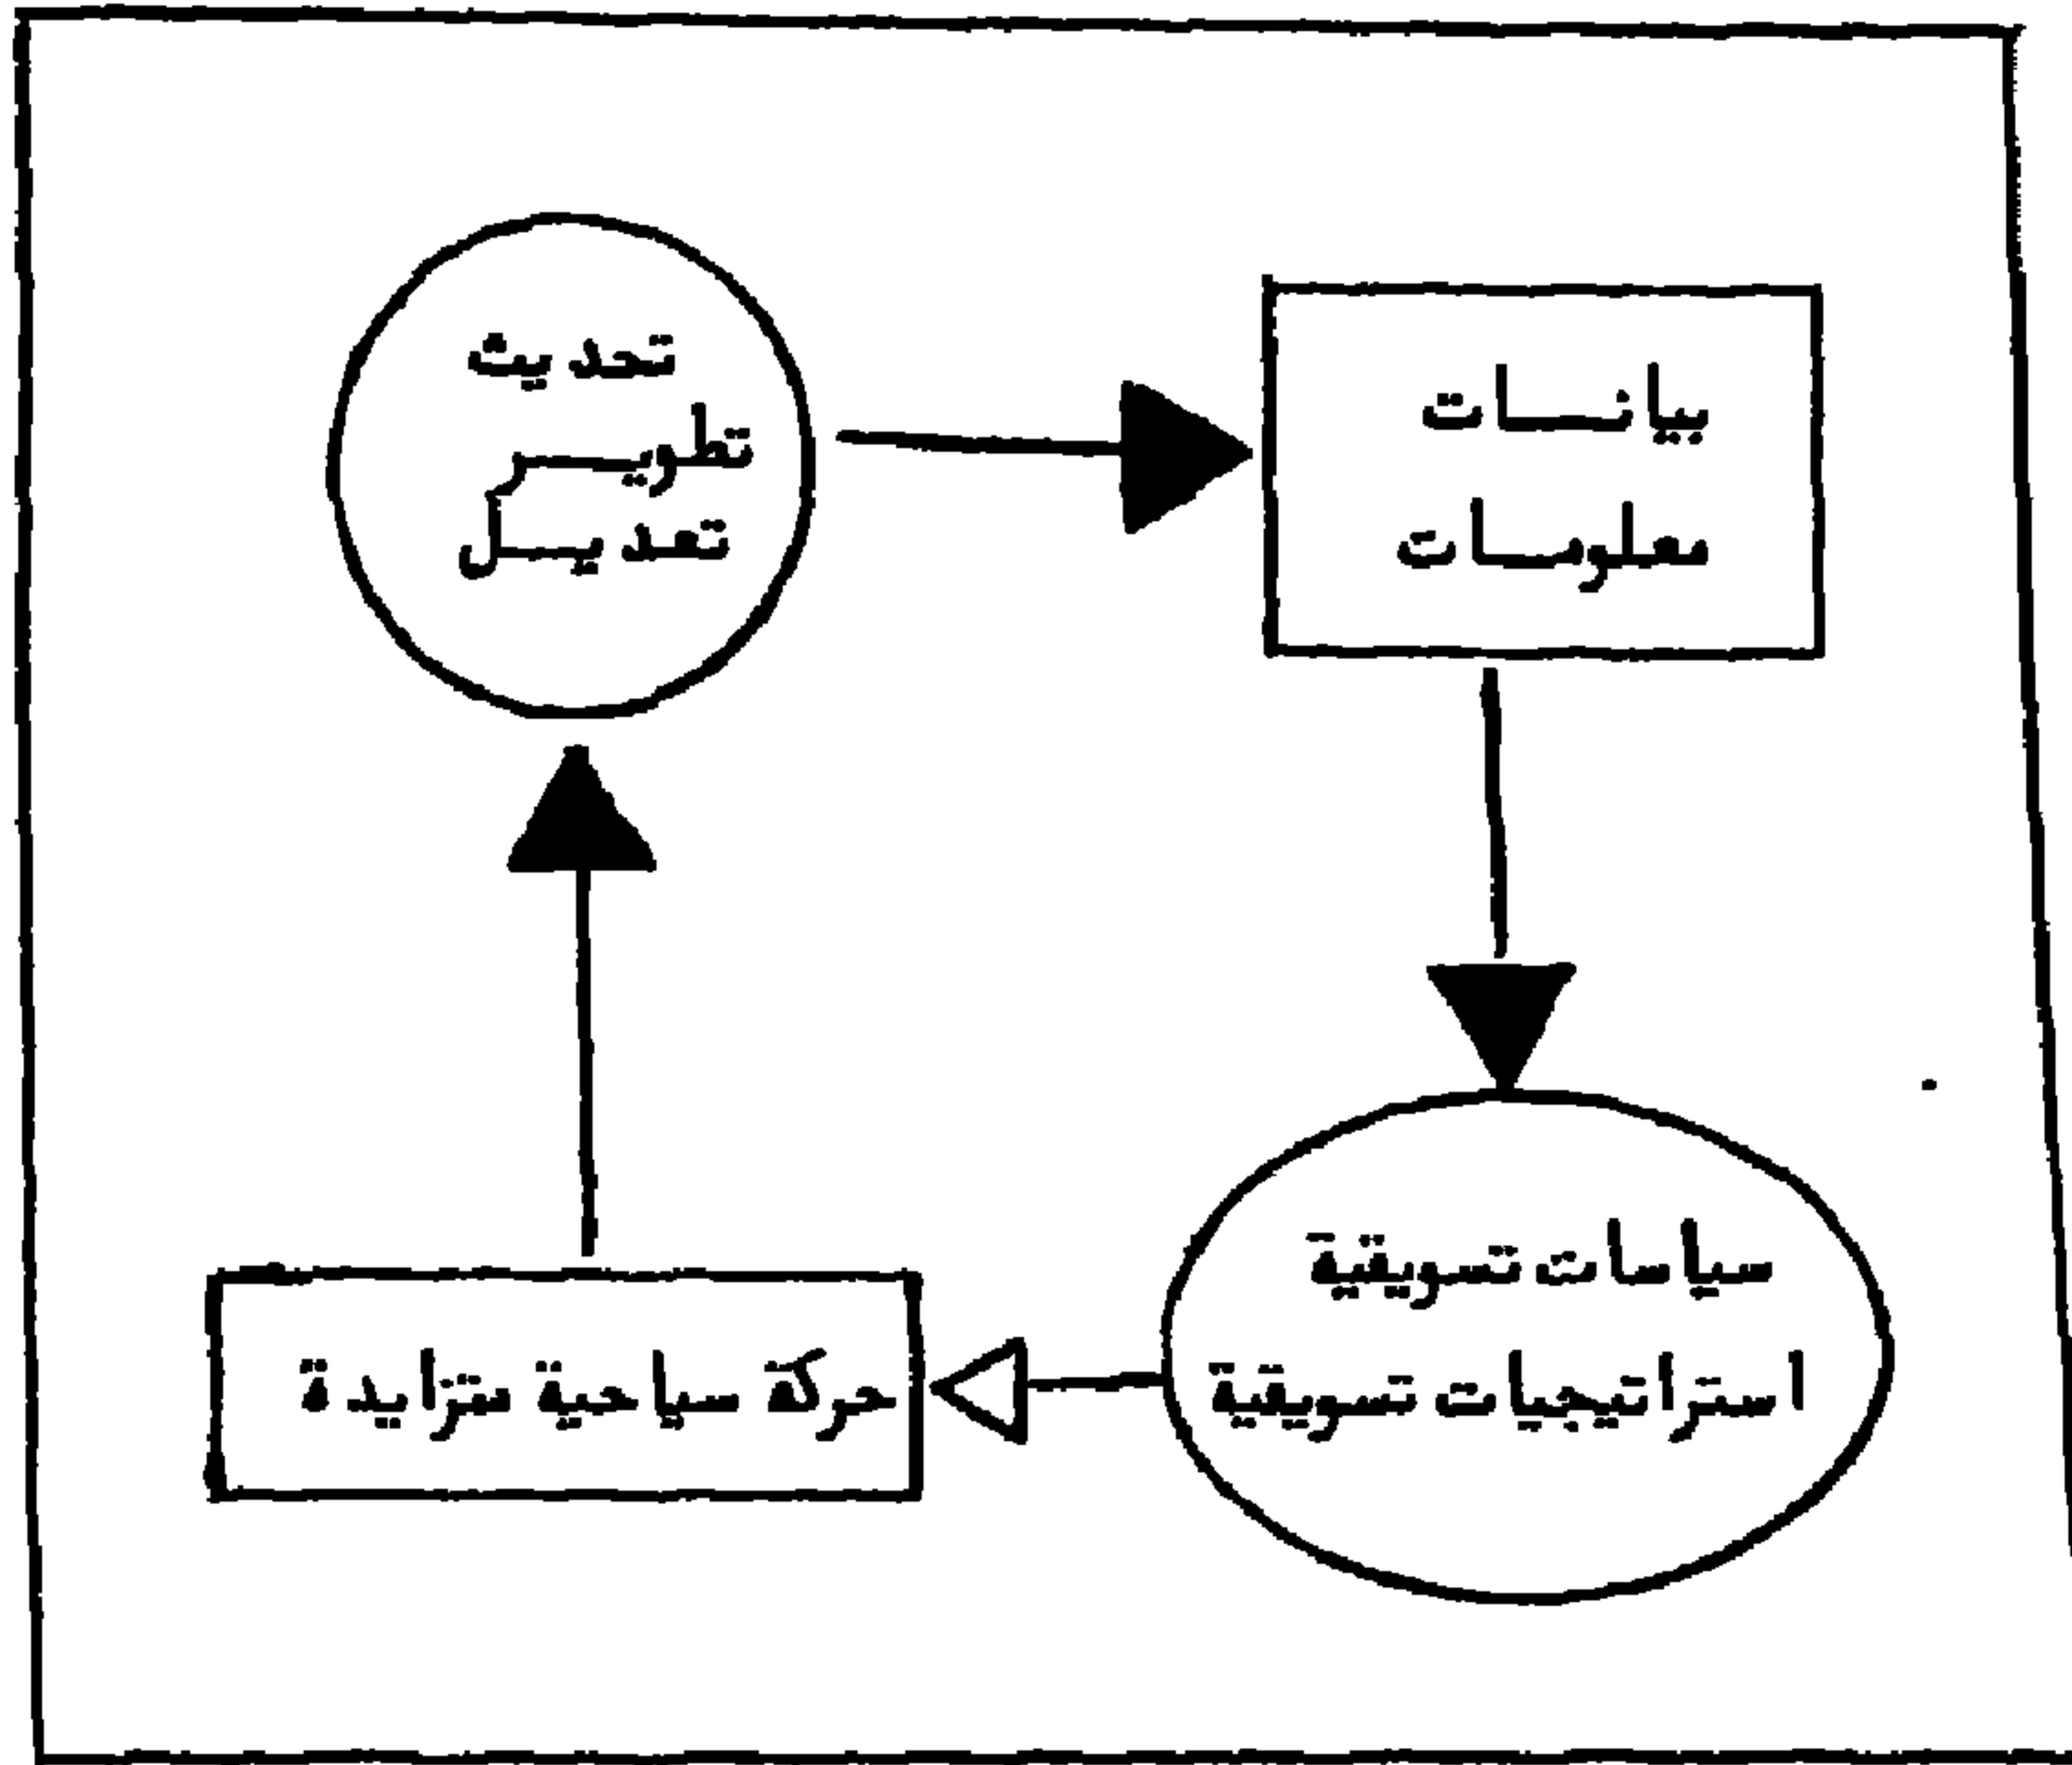 بيانات
معلومات
تحديث
تطوير
تعديل
سياسات تسويقية
استراتيجيات تسويقية
حركة سياحية متزايدة